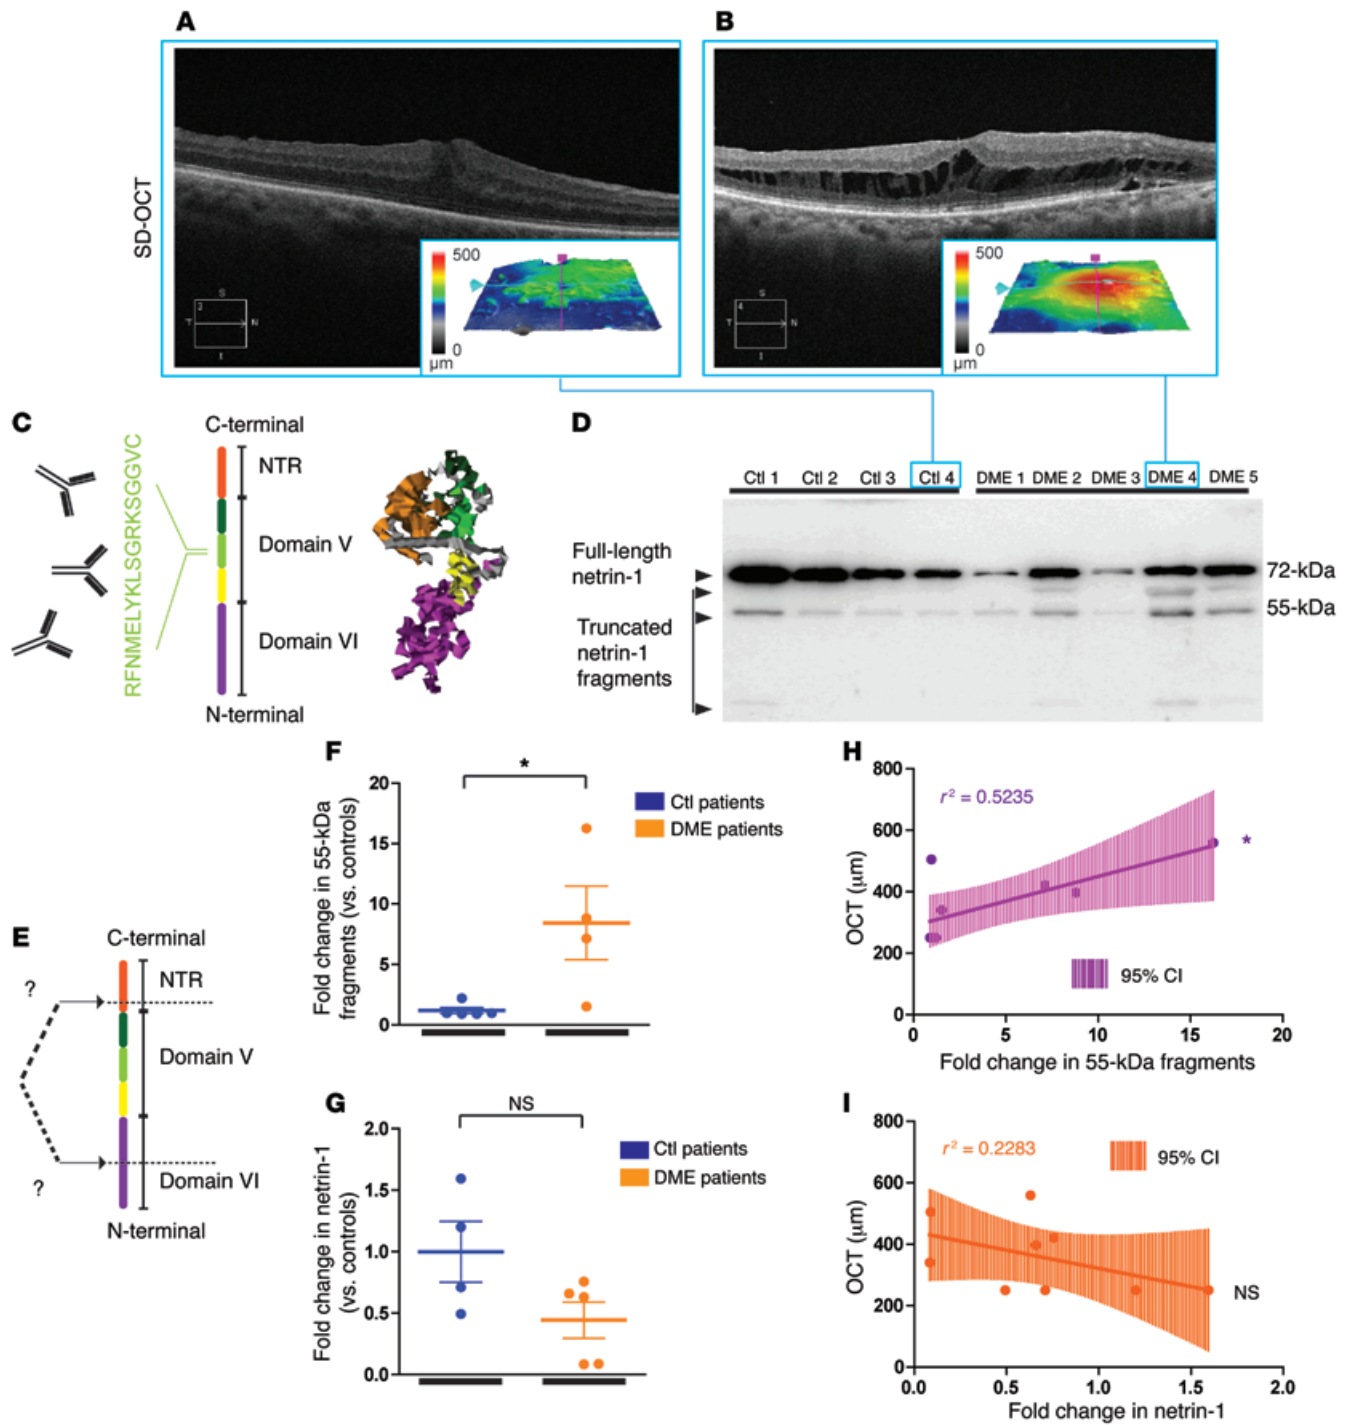 A
B
SD-OCT
500
0
µm
3
S
T
N
I
500
0
µm
4
S
T
N
I
C
RFNMELYKLSGRKSGGVC
C-terminal
NTR
Domain V
Domain VI
N-terminal
D
Ctl 1 Ctl 2 Ctl 3 Ctl 4 DME 1 DME 2 DME 3 DME 4 DME 5
Full-length
netrin-1
Truncated
netrin-1
fragments
72-kDa
55-kDa
E
C-terminal
?
NTR
Domain V
?
Domain VI
N-terminal
F
*
Fold change in 55-kDa
fragments (vs. controls)
20
15
10
5
0
Ctl patients
DME patients
G
NS
Fold change in netrin-1
(vs. controls)
2.0
1.5
1.0
0.5
0.0
Ctl patients
DME patients
H
r² = 0.5235
OCT (µm)
800
600
400
200
0
*
95% CI
0 5 10 15 20
Fold change in 55-kDa fragments
I
r² = 0.2283
95% CI
OCT (µm)
800
600
400
200
0
NS
0.0 0.5 1.0 1.5 2.0
Fold change in netrin-1